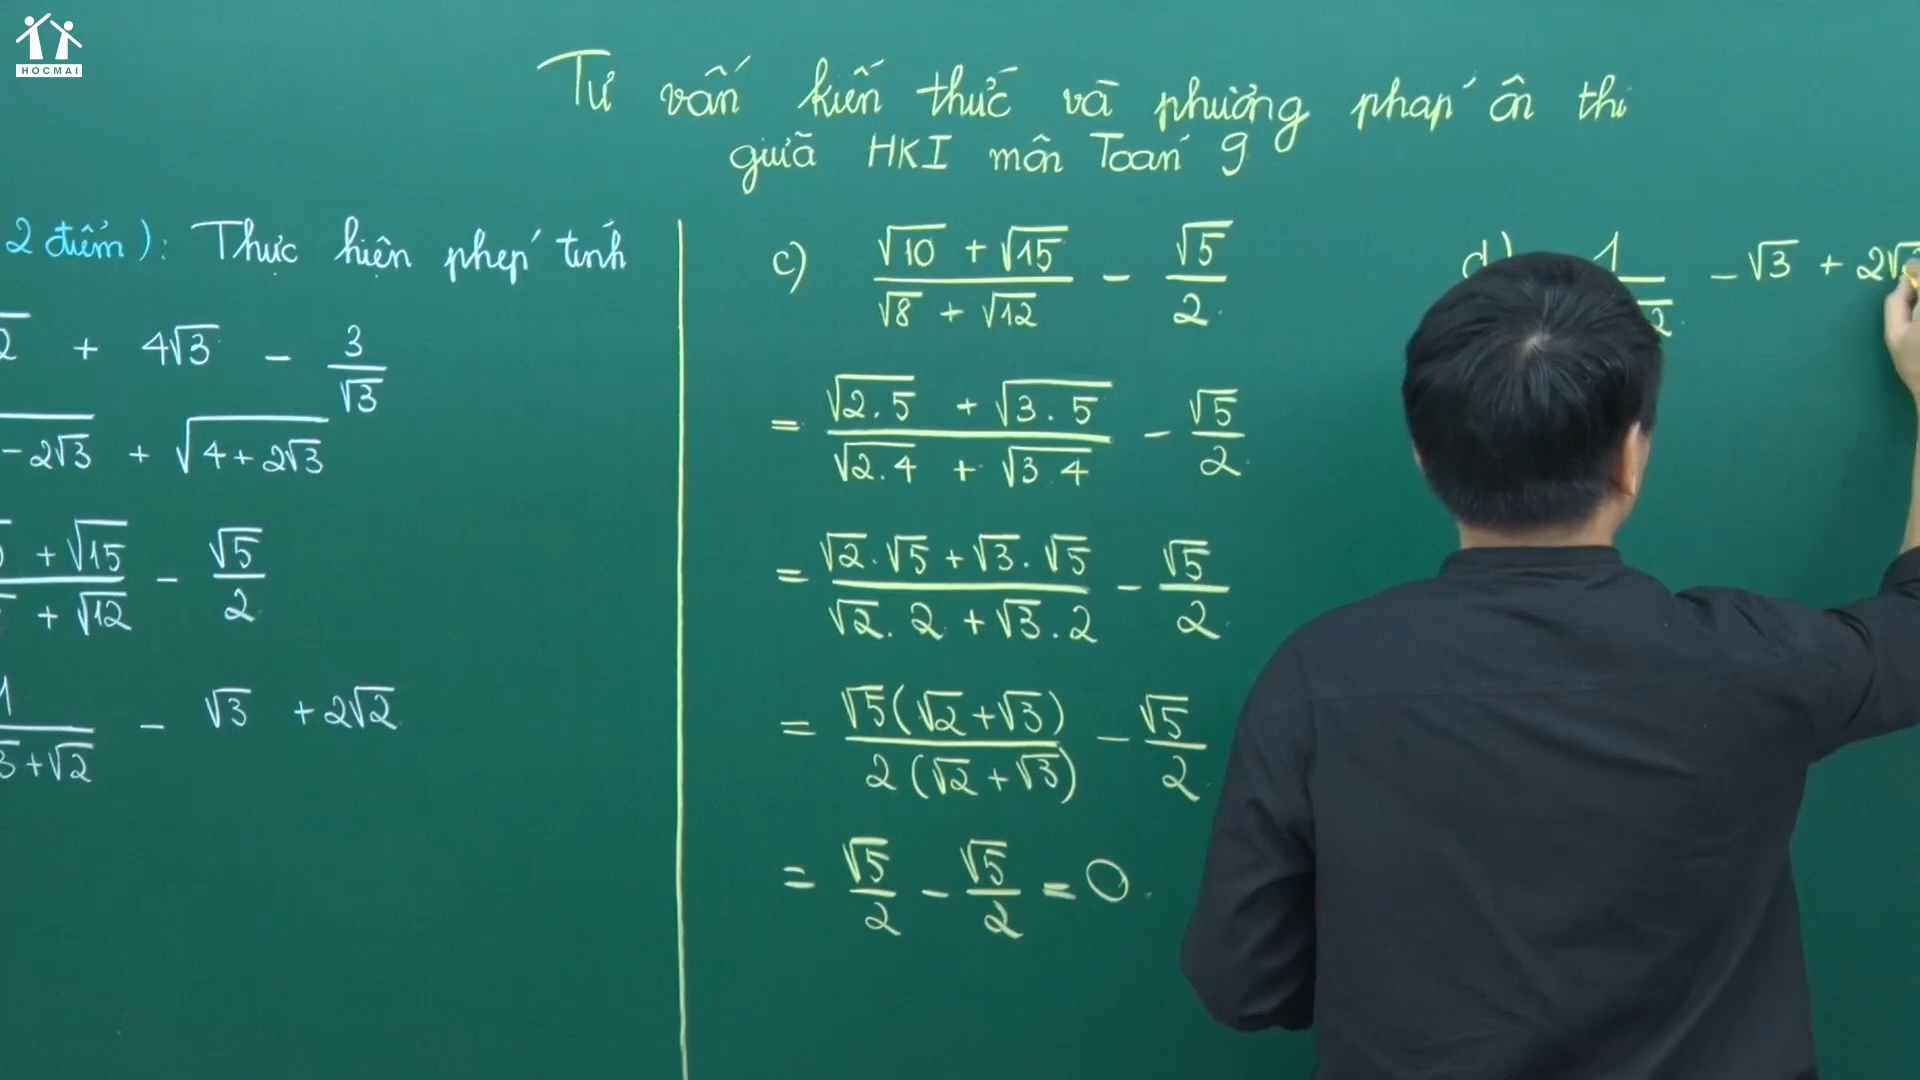 HOCMAI
Tư vấn kiến thức và phương pháp ôn thi
giữa HKI môn Toán 9
2 điểm): Thực hiện phép tính
√2 + 4√3 - 3/√3
-2√3 + √(4+2√3)
+√15 / +√12 - √5/2
1/(√3+√2) - √3 +2√2
c) (√10 + √15)/(√8 + √12) - √5/2
= (√2.5 + √3.5)/(√2.4 + √3.4) - √5/2
= (√2.√5 + √3.√5)/(√2.2 + √3.2) - √5/2
= √5(√2+√3)/2(√2+√3) - √5/2
= √5/2 - √5/2 = 0.
d) 1/√2 - √3 + 2√